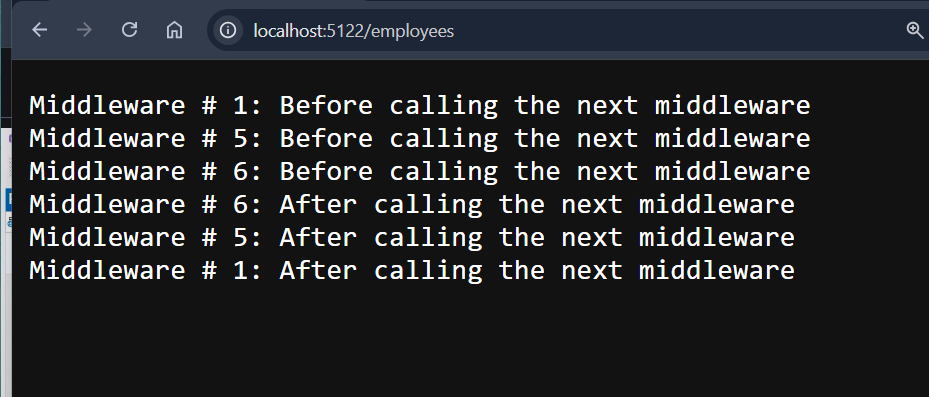 localhost:5122/employees
Middleware # 1: Before calling the next middleware
Middleware # 5: Before calling the next middleware
Middleware # 6: Before calling the next middleware
Middleware # 6: After calling the next middleware
Middleware # 5: After calling the next middleware
Middleware # 1: After calling the next middleware